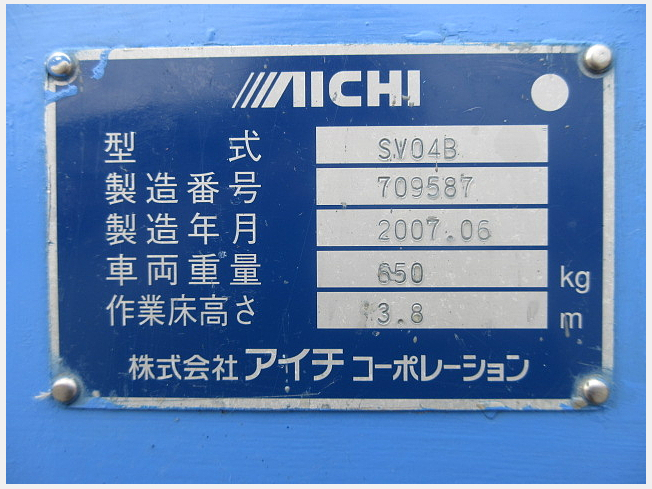 AICHI
型式 SV04B
製造番号 709587
製造年月 2007.06
車両重量 650 kg
作業床高さ 3.8 m
株式会社アイチコーポレーション